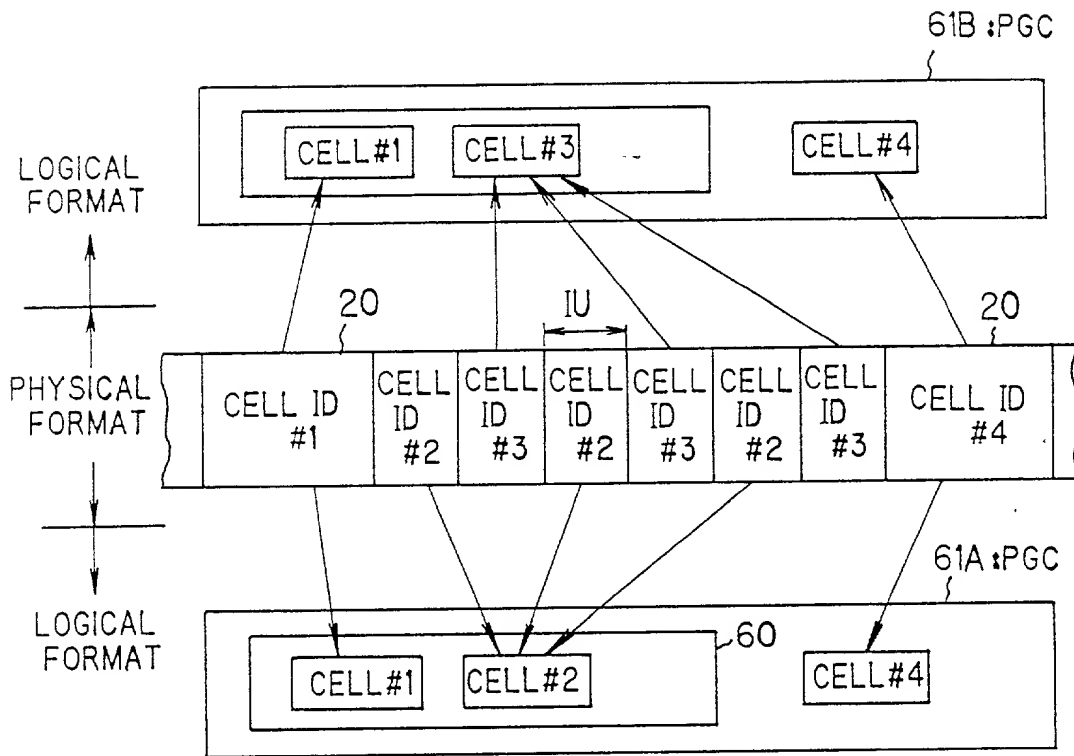 61B :PGC
CELL#1
CELL#3
CELL#4
LOGICAL
FORMAT
20
IU
20
PHYSICAL
FORMAT
CELL ID
#1
CELL
ID
#2
CELL
ID
#3
CELL
ID
#2
CELL
ID
#3
CELL
ID
#2
CELL
ID
#3
CELL ID
#4
61A :PGC
LOGICAL
FORMAT
60
CELL#1
CELL#2
CELL#4